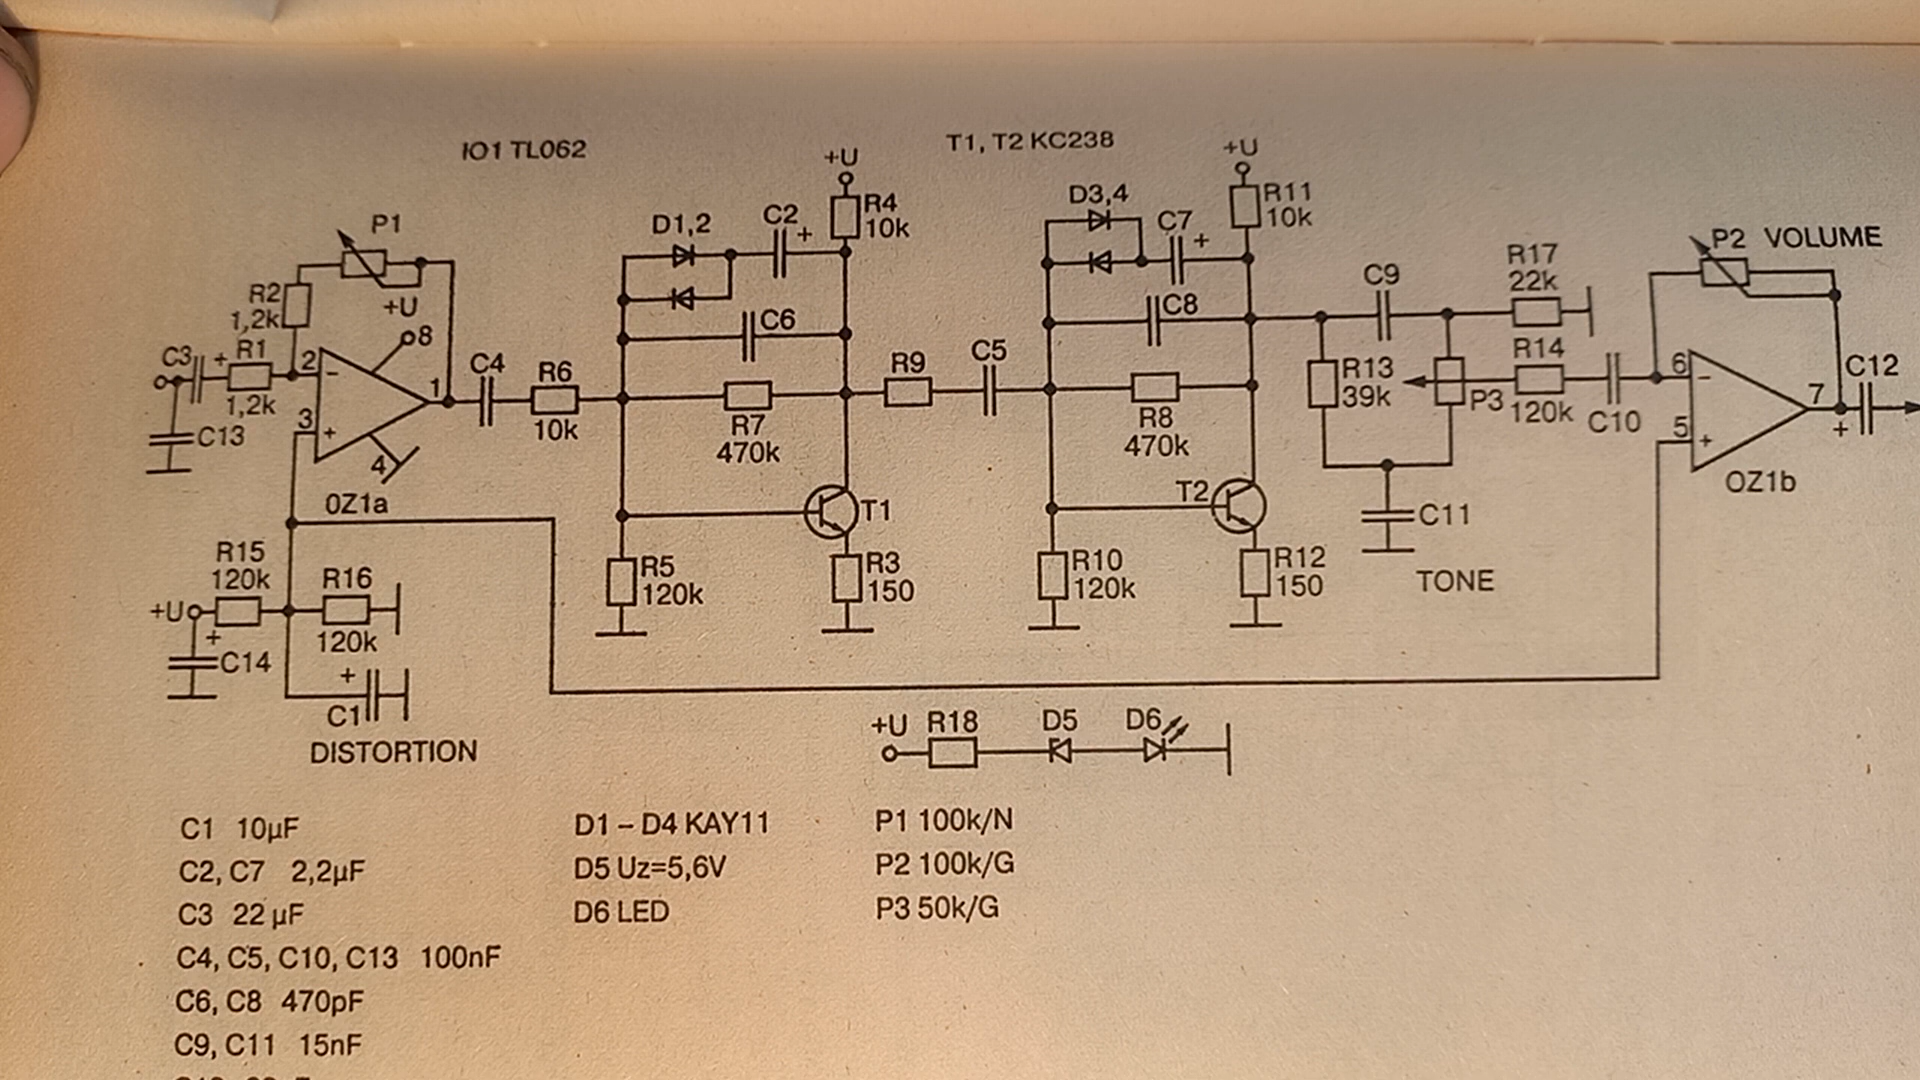 IO1 TL062
T1, T2 KC238
+U
+U
R4
10k
R11
10k
D3,4
C7
+
D1,2
C2
+
P1
R2
1,2k
+U
8
C3
+
R1
1,2k
2
−
3
+
1
4
C13
OZ1a
C4
R6
10k
C6
R7
470k
R9
C5
C8
R8
470k
C9
R17
22k
P2 VOLUME
R13
39k
P3
R14
120k
C10
6
−
5
+
7
C12
+
OZ1b
T1
T2
C11
TONE
R15
120k
R16
120k
+U
+
C14
+
C1
DISTORTION
R5
120k
R3
150
R10
120k
R12
150
+U
R18
D5
D6
C1 10µF
C2, C7 2,2µF
C3 22 µF
C4, C5, C10, C13 100nF
C6, C8 470pF
C9, C11 15nF
D1 – D4 KAY11
D5 Uz=5,6V
D6 LED
P1 100k/N
P2 100k/G
P3 50k/G